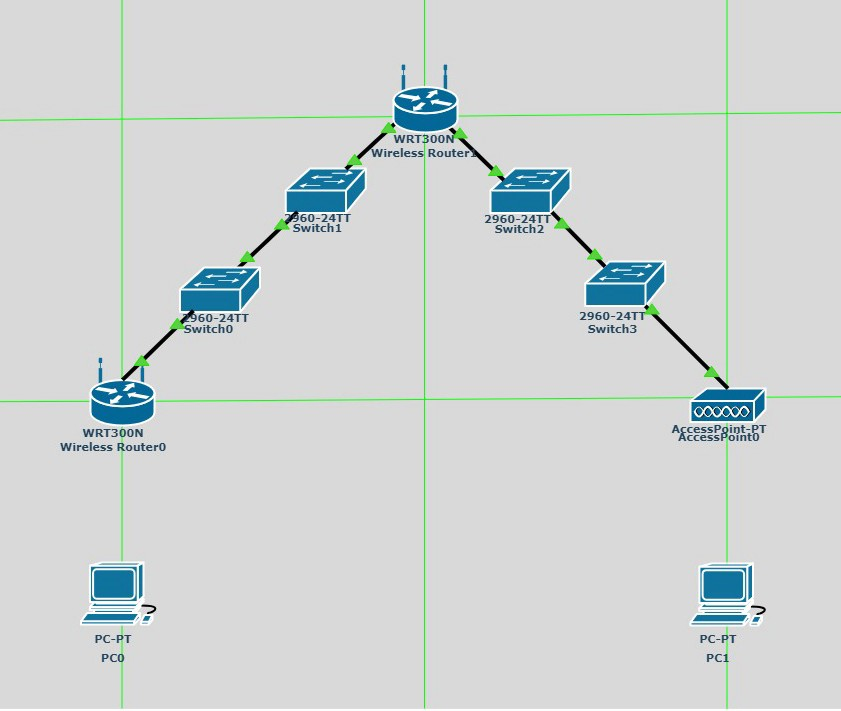 WRT300N
Wireless Router1
2960-24TT
Switch1
2960-24TT
Switch2
2960-24TT
Switch0
2960-24TT
Switch3
WRT300N
Wireless Router0
AccessPoint-PT
AccessPoint0
PC-PT
PC0
PC-PT
PC1